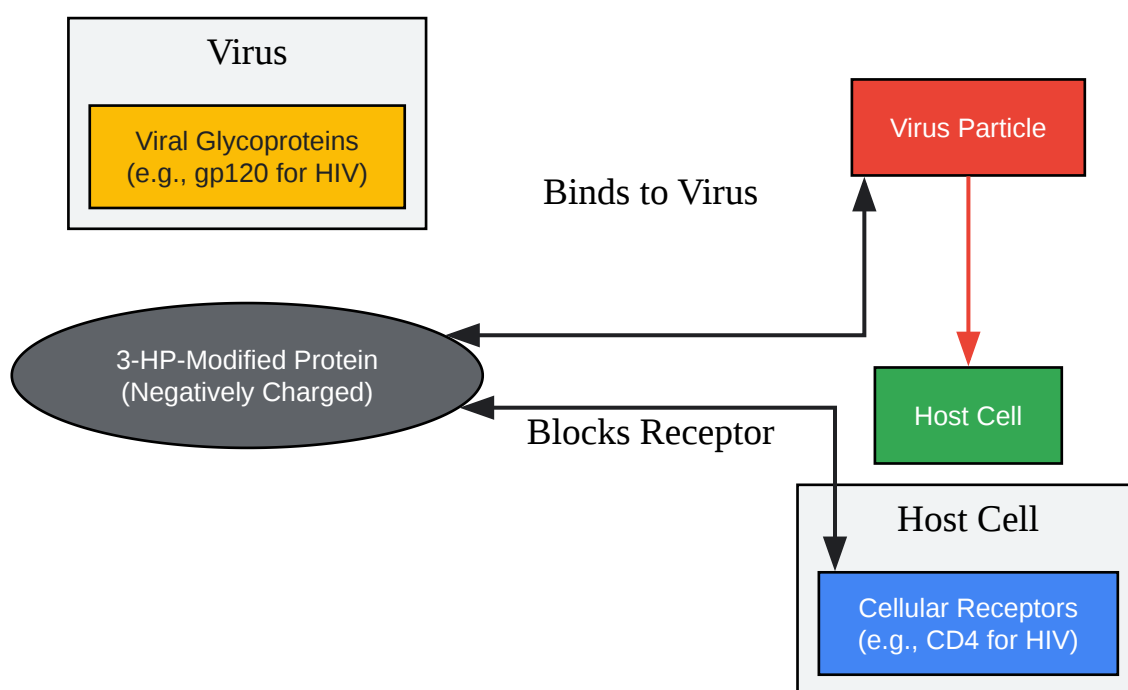 Virus
Viral Glycoproteins
(e.g., gp120 for HIV)
Virus Particle
Binds to Virus
3-HP-Modified Protein
(Negatively Charged)
Blocks Receptor
Host Cell
Host Cell
Cellular Receptors
(e.g., CD4 for HIV)